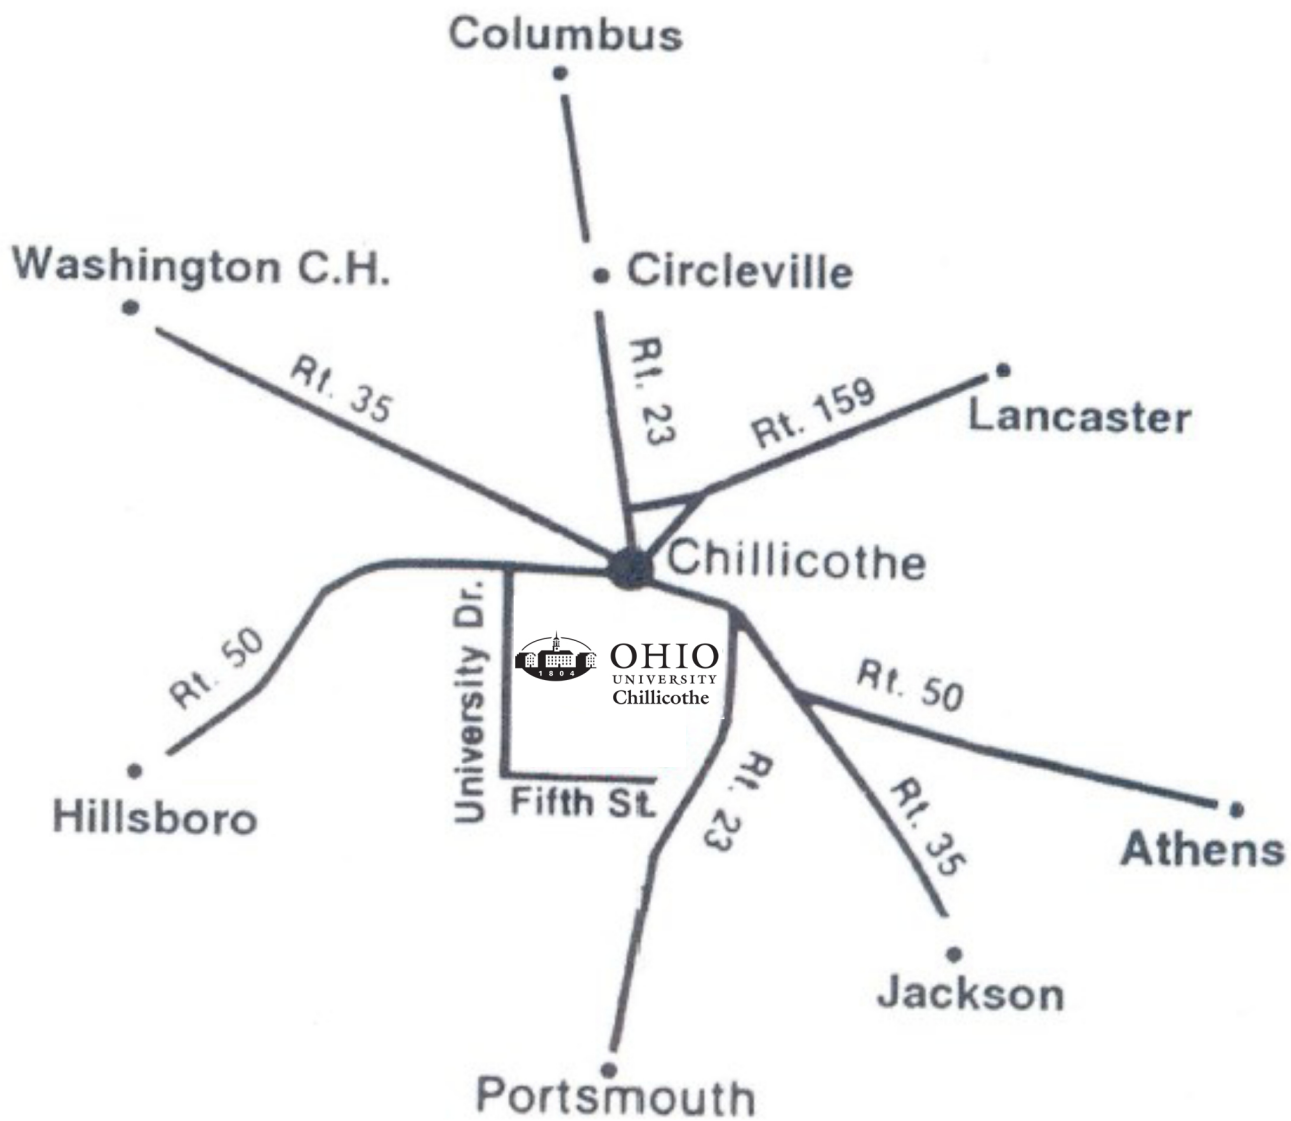 Columbus
Washington C.H.
Circleville
Rt. 35
Rt. 23
Rt. 159
Lancaster
Chillicothe
University Dr.
1804
OHIO
UNIVERSITY
Chillicothe
Rt. 50
Rt. 50
Fifth St.
Rt. 23
Rt. 35
Hillsboro
Athens
Jackson
Portsmouth